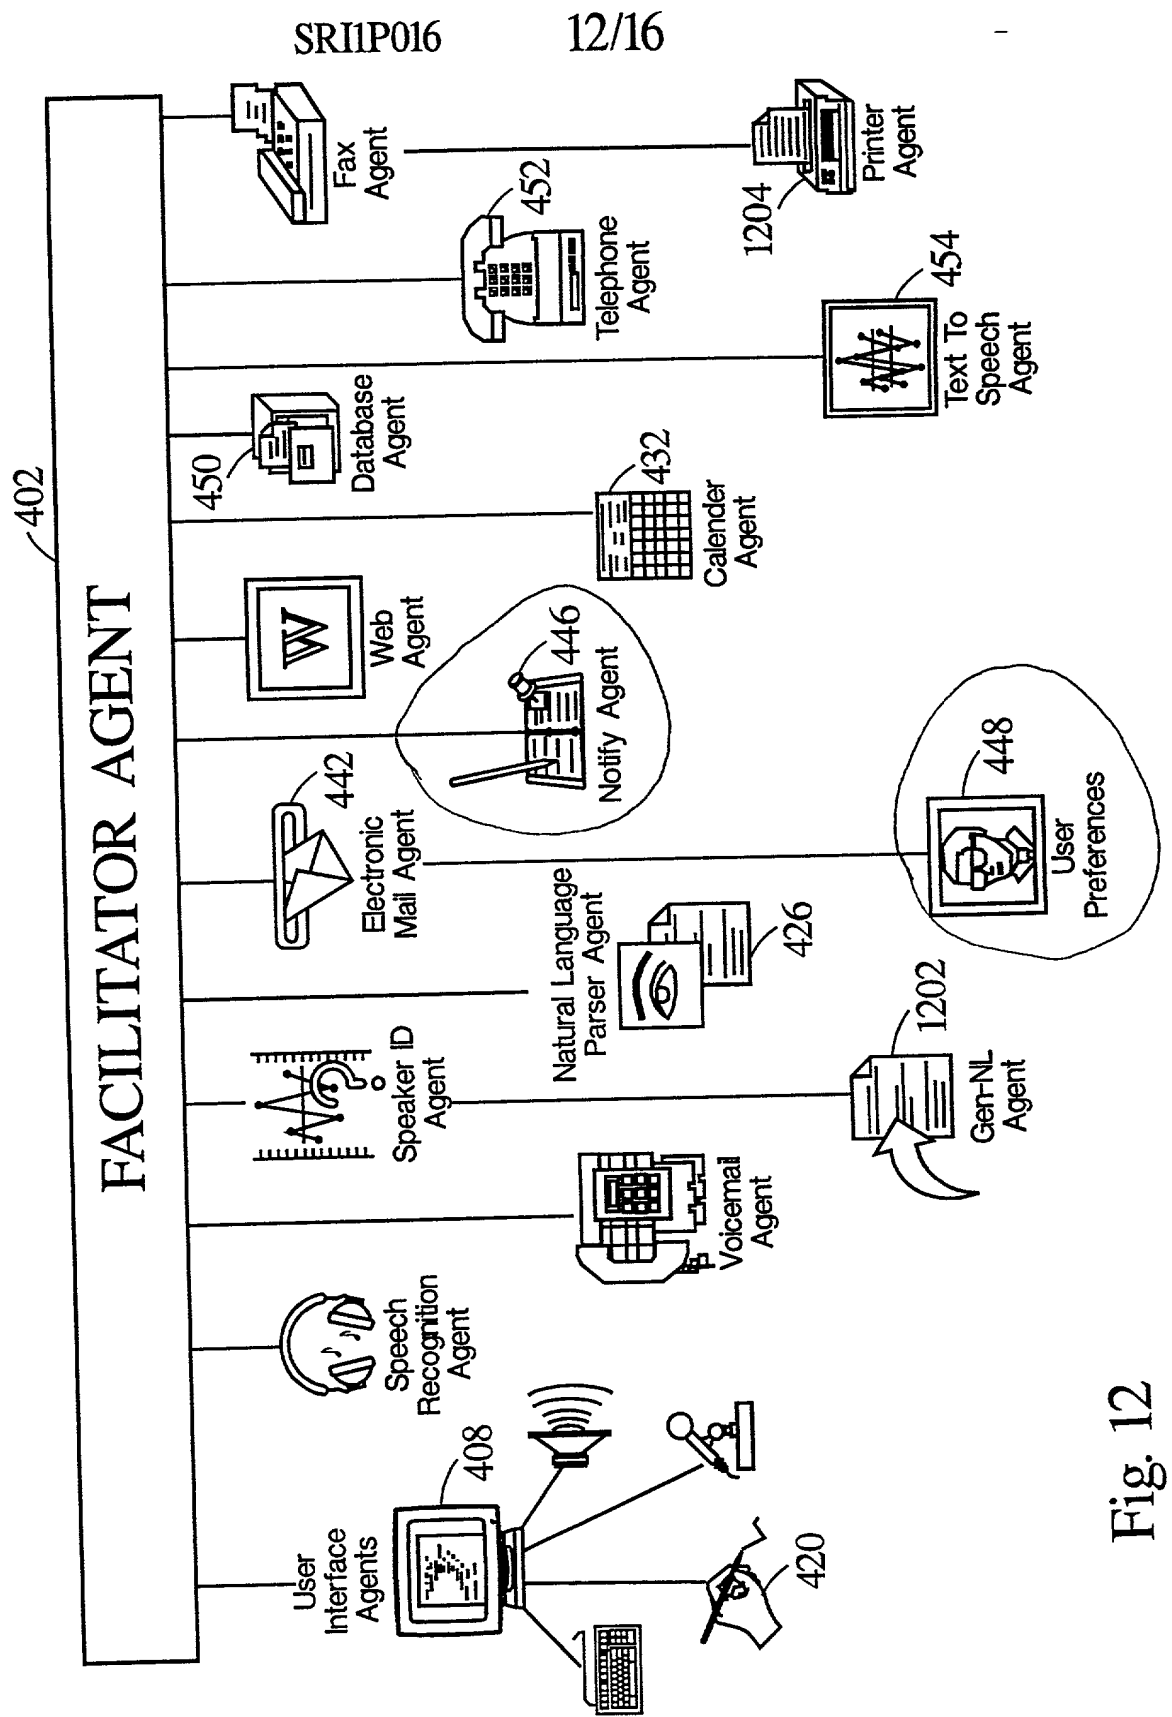 SRI1P016
12/16
FACILITATOR AGENT
402
User
Interface
Agents
408
420
Speech
Recognition
Agent
Voicemail
Agent
Speaker ID
Agent
Gen-NL
Agent
1202
Natural Language
Parser Agent
426
Electronic
Mail Agent
442
User
Preferences
448
Notify Agent
446
Web
Agent
W
Calender
Agent
432
Database
Agent
450
Text To
Speech
Agent
454
Telephone
Agent
452
Fax
Agent
Printer
Agent
1204
Fig. 12